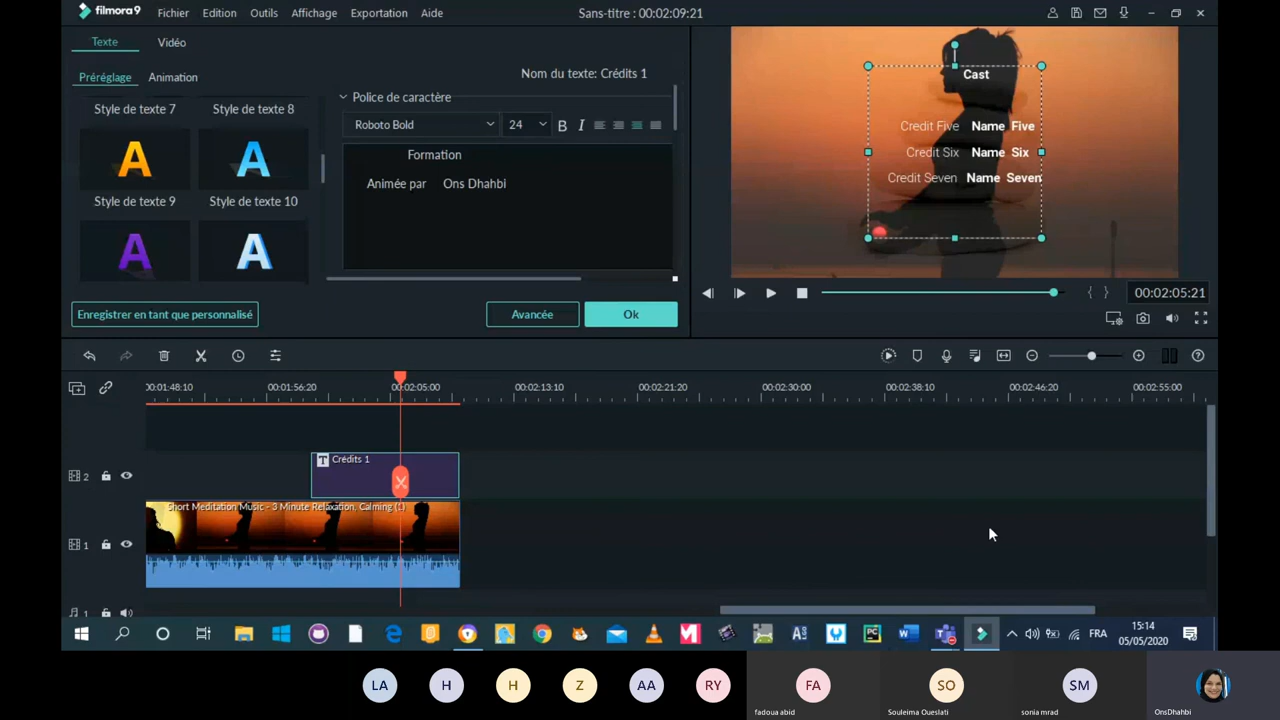 filmora9 Fichier Edition Outils Affichage Exportation Aide Sans-titre : 00:02:09:21
Texte Vidéo
Préréglage Animation
Nom du texte: Crédits 1
Style de texte 7 Style de texte 8
A A
Style de texte 9 Style de texte 10
A A
Police de caractère
Roboto Bold 24 B I
Formation
Animée par Ons Dhahbi
Enregistrer en tant que personnalisé Avancée Ok
Cast
Credit Five Name Five
Credit Six Name Six
Credit Seven Name Seven
{ } 00:02:05:21
00:01:48:10 00:01:56:20 00:02:05:00 00:02:13:10 00:02:21:20 00:02:30:00 00:02:38:10 00:02:46:20 00:02:55:00
2 T Crédits 1
Short Meditation Music - 3 Minute Relaxation, Calming (1)
1
1
FRA 15:14
05/05/2020
LA H H Z AA RY FA SO SM
fadoua abid Souleima Oueslati sonia mrad OnsDhahbi